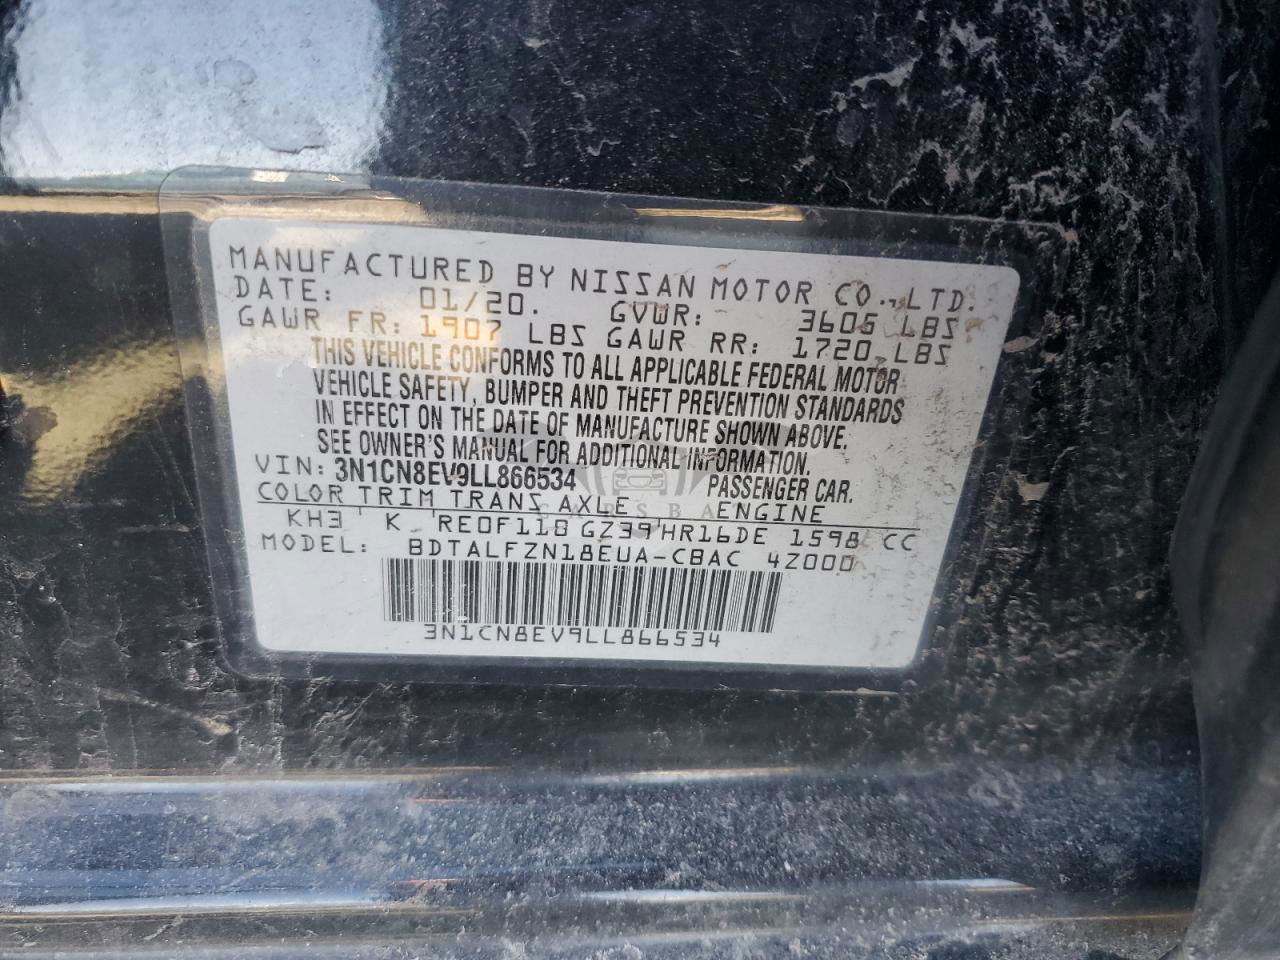 MANUFACTURED BY NISSAN MOTOR CO., LTD.
DATE: 01/20. GVWR: 3605 LBS
GAWR FR: 1907 LBS GAWR RR: 1720 LBS
THIS VEHICLE CONFORMS TO ALL APPLICABLE FEDERAL MOTOR
VEHICLE SAFETY, BUMPER AND THEFT PREVENTION STANDARDS
IN EFFECT ON THE DATE OF MANUFACTURE SHOWN ABOVE.
SEE OWNER'S MANUAL FOR ADDITIONAL INFORMATION.
VIN: 3N1CN8EV9LL866534 PASSENGER CAR.
COLOR TRIM TRANS AXLE ENGINE
KH3 K RE0F11B GZ39 HR16DE 1598 CC
MODEL: BDTALFZN18EUA-CBAC 4Z000
3N1CN8EV9LL866534